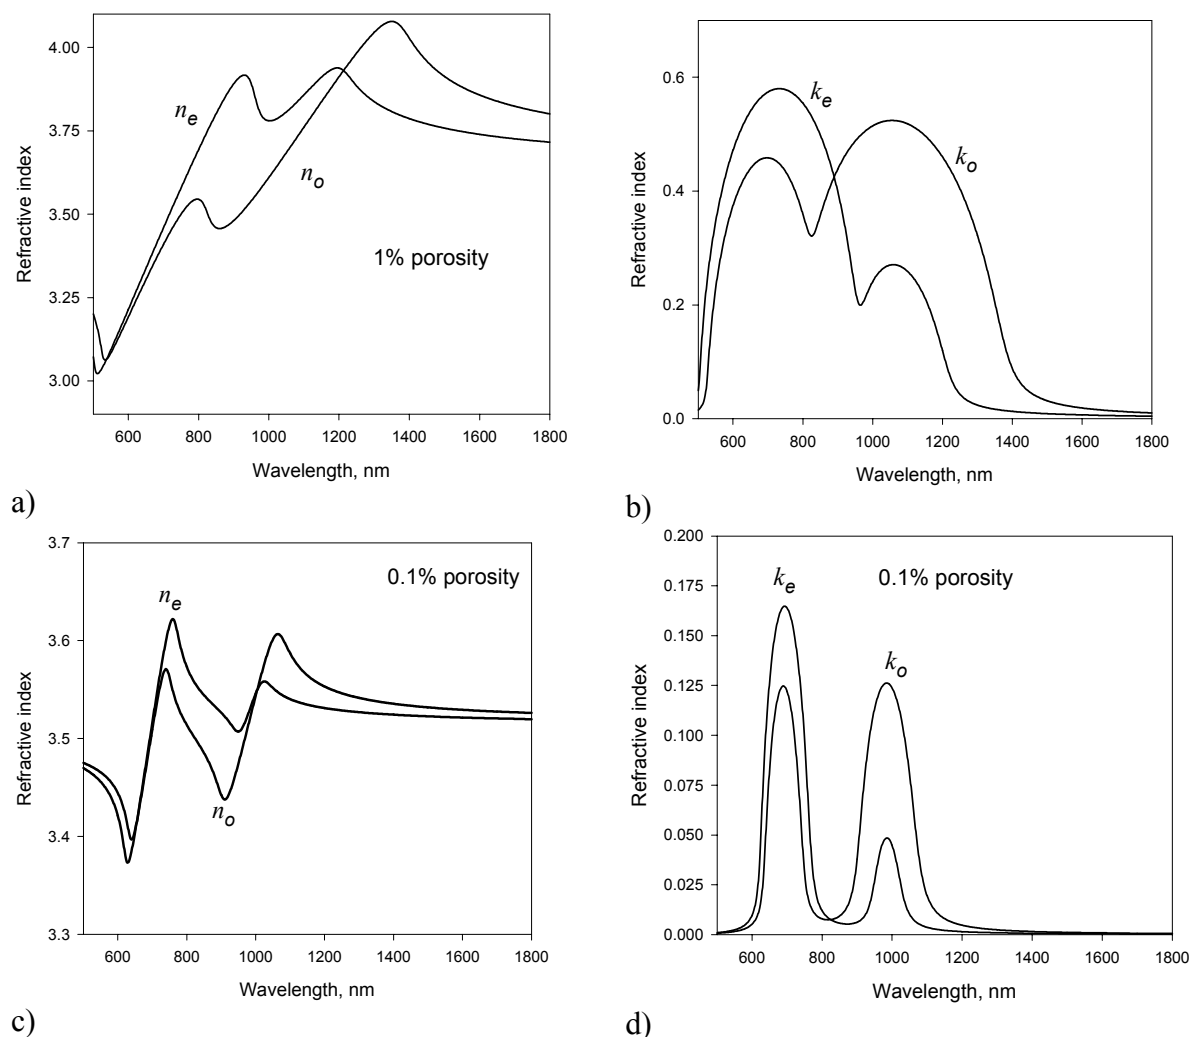 4.00
3.75
3.50
3.25
3.00
Refractive index
n_e
n_o
1% porosity
600 800 1000 1200 1400 1600 1800
Wavelength, nm
a)
0.6
0.4
0.2
0.0
Refractive index
k_e
k_o
600 800 1000 1200 1400 1600 1800
Wavelength, nm
b)
3.7
3.6
3.5
3.4
3.3
Refractive index
0.1% porosity
n_e
n_o
600 800 1000 1200 1400 1600 1800
Wavelength, nm
c)
0.200
0.175
0.150
0.125
0.100
0.075
0.050
0.025
0.000
Refractive index
k_e
0.1% porosity
k_o
600 800 1000 1200 1400 1600 1800
Wavelength, nm
d)